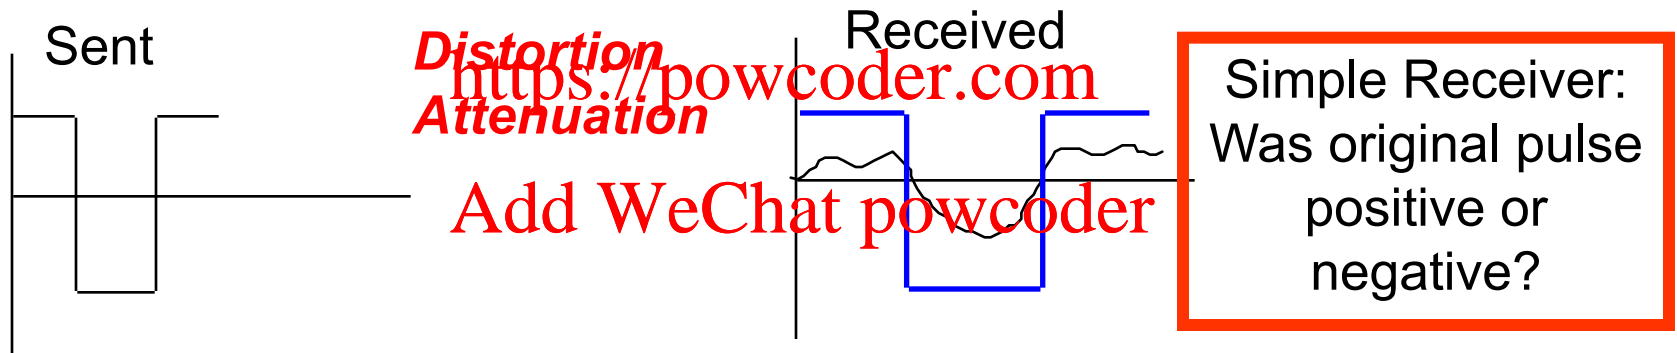 Sent
Distortion
Attenuation
https://powcoder.com
Add WeChat powcoder
Received
Simple Receiver:
Was original pulse
positive or
negative?